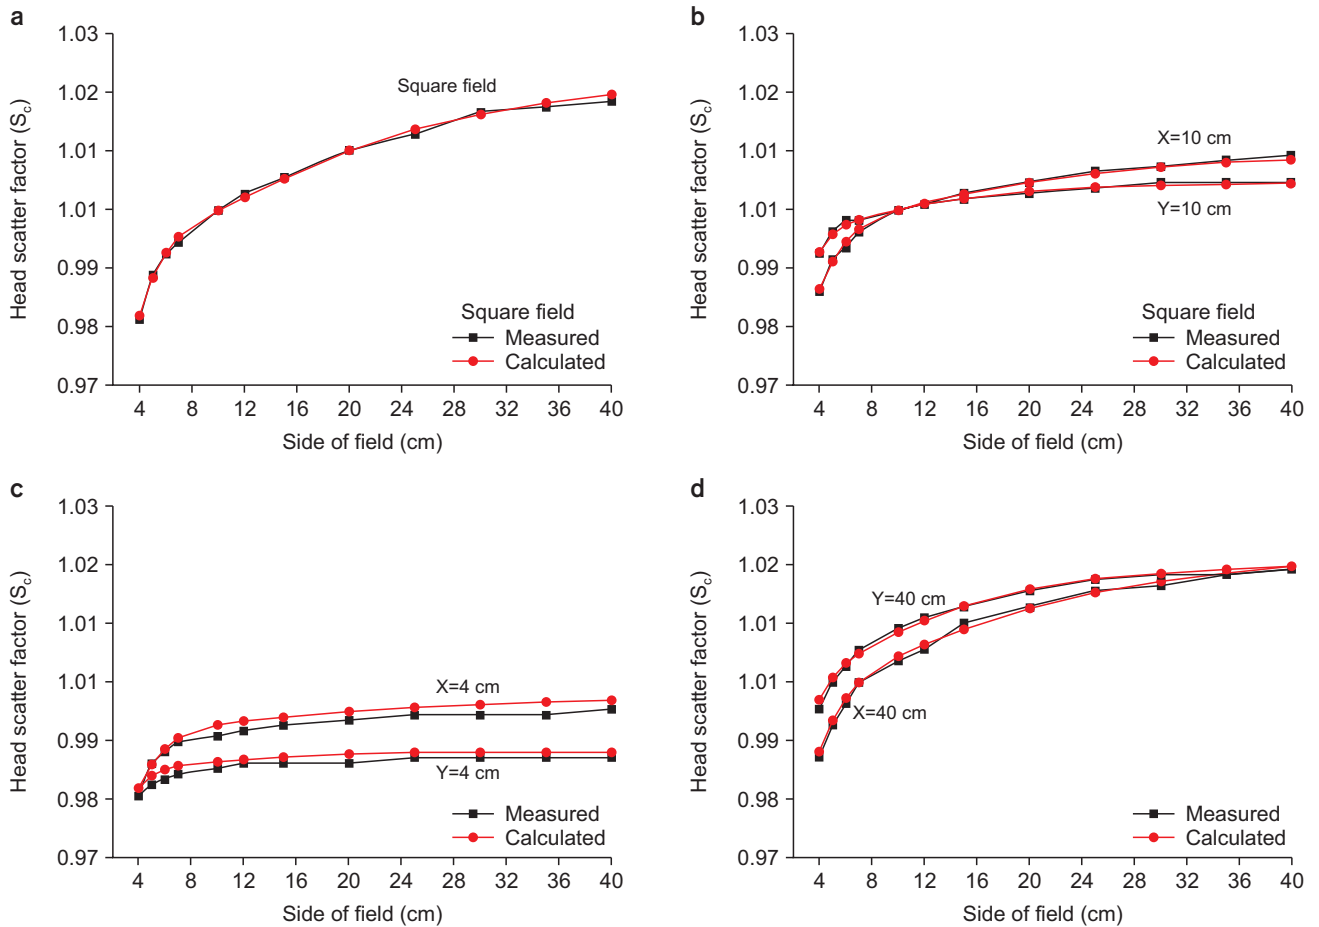 a
1.03
1.02
1.01
1.01
0.99
0.98
0.97
Head scatter factor (Sc)
Square field
Square field
Measured
Calculated
4 8 12 16 20 24 28 32 36 40
Side of field (cm)
b
1.03
1.02
1.01
1.01
0.99
0.98
0.97
Head scatter factor (Sc)
X=10 cm
Y=10 cm
Square field
Measured
Calculated
4 8 12 16 20 24 28 32 36 40
Side of field (cm)
c
1.03
1.02
1.01
1.01
0.99
0.98
0.97
Head scatter factor (Sc)
X=4 cm
Y=4 cm
Measured
Calculated
4 8 12 16 20 24 28 32 36 40
Side of field (cm)
d
1.03
1.02
1.01
1.01
0.99
0.98
0.97
Head scatter factor (Sc)
Y=40 cm
X=40 cm
Measured
Calculated
4 8 12 16 20 24 28 32 36 40
Side of field (cm)